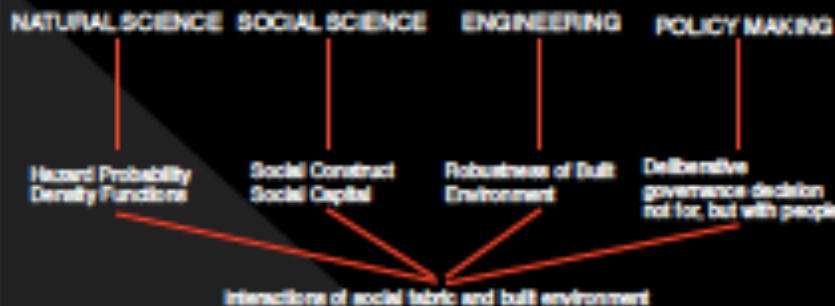 NATURAL SCIENCE SOCIAL SCIENCE ENGINEERING POLICY MAKING
Hazard Probability
Density Functions
Social Construct
Social Capital
Robustness of Built
Environment
Deliberative
governance decision
not for, but with people
Interactions of social fabric and built environment